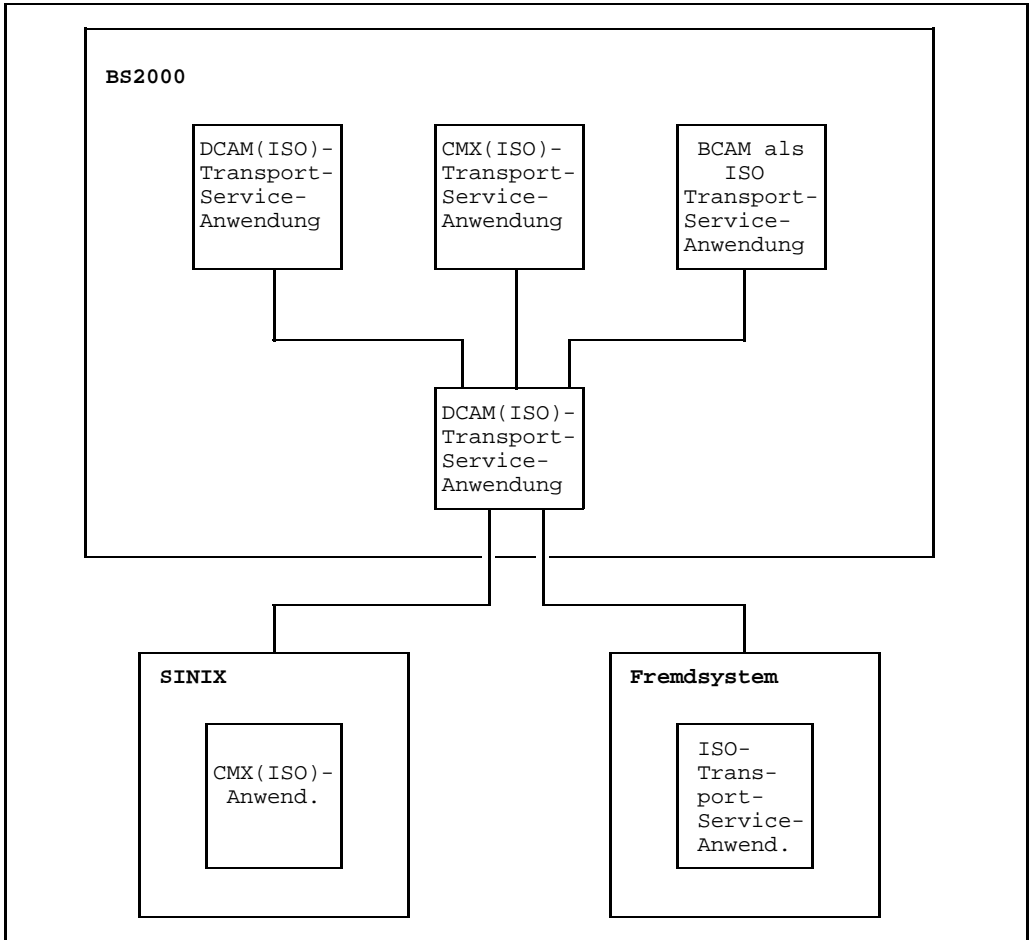 BS2000
DCAM(ISO)-
Transport-
Service-
Anwendung
CMX(ISO)-
Transport-
Service-
Anwendung
BCAM als
ISO
Transport-
Service-
Anwendung
DCAM(ISO)-
Transport-
Service-
Anwendung
SINIX
CMX(ISO)-
Anwend.
Fremdsystem
ISO-
Trans-
port-
Service-
Anwend.